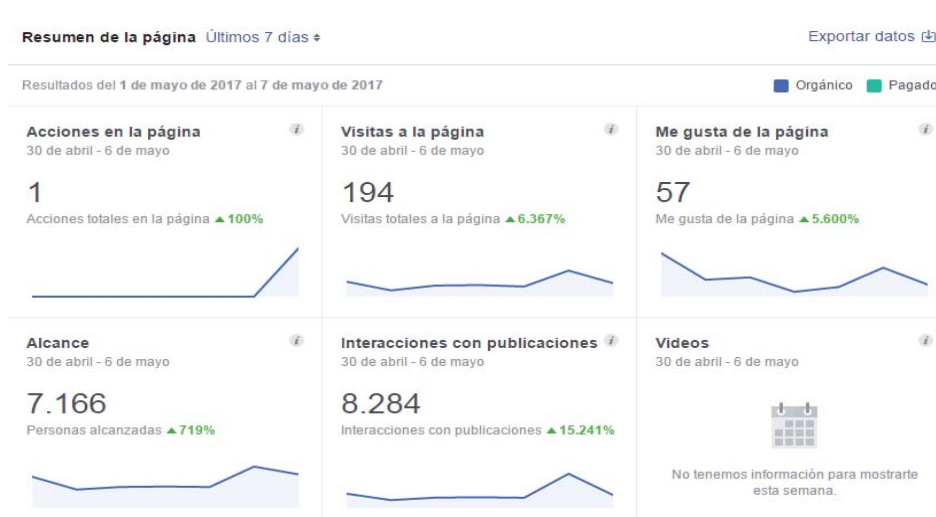 Resumen de la página Últimos 7 días
Exportar datos
Resultados del 1 de mayo de 2017 al 7 de mayo de 2017
Orgánico Pagado
Acciones en la página
30 de abril - 6 de mayo
1
Acciones totales en la página ▲100%
Visitas a la página
30 de abril - 6 de mayo
194
Visitas totales a la página ▲6.367%
Me gusta de la página
30 de abril - 6 de mayo
57
Me gusta de la página ▲5.600%
Alcance
30 de abril - 6 de mayo
7.166
Personas alcanzadas ▲719%
Interacciones con publicaciones
30 de abril - 6 de mayo
8.284
Interacciones con publicaciones ▲15.241%
Videos
30 de abril - 6 de mayo
No tenemos información para mostrarte
esta semana.